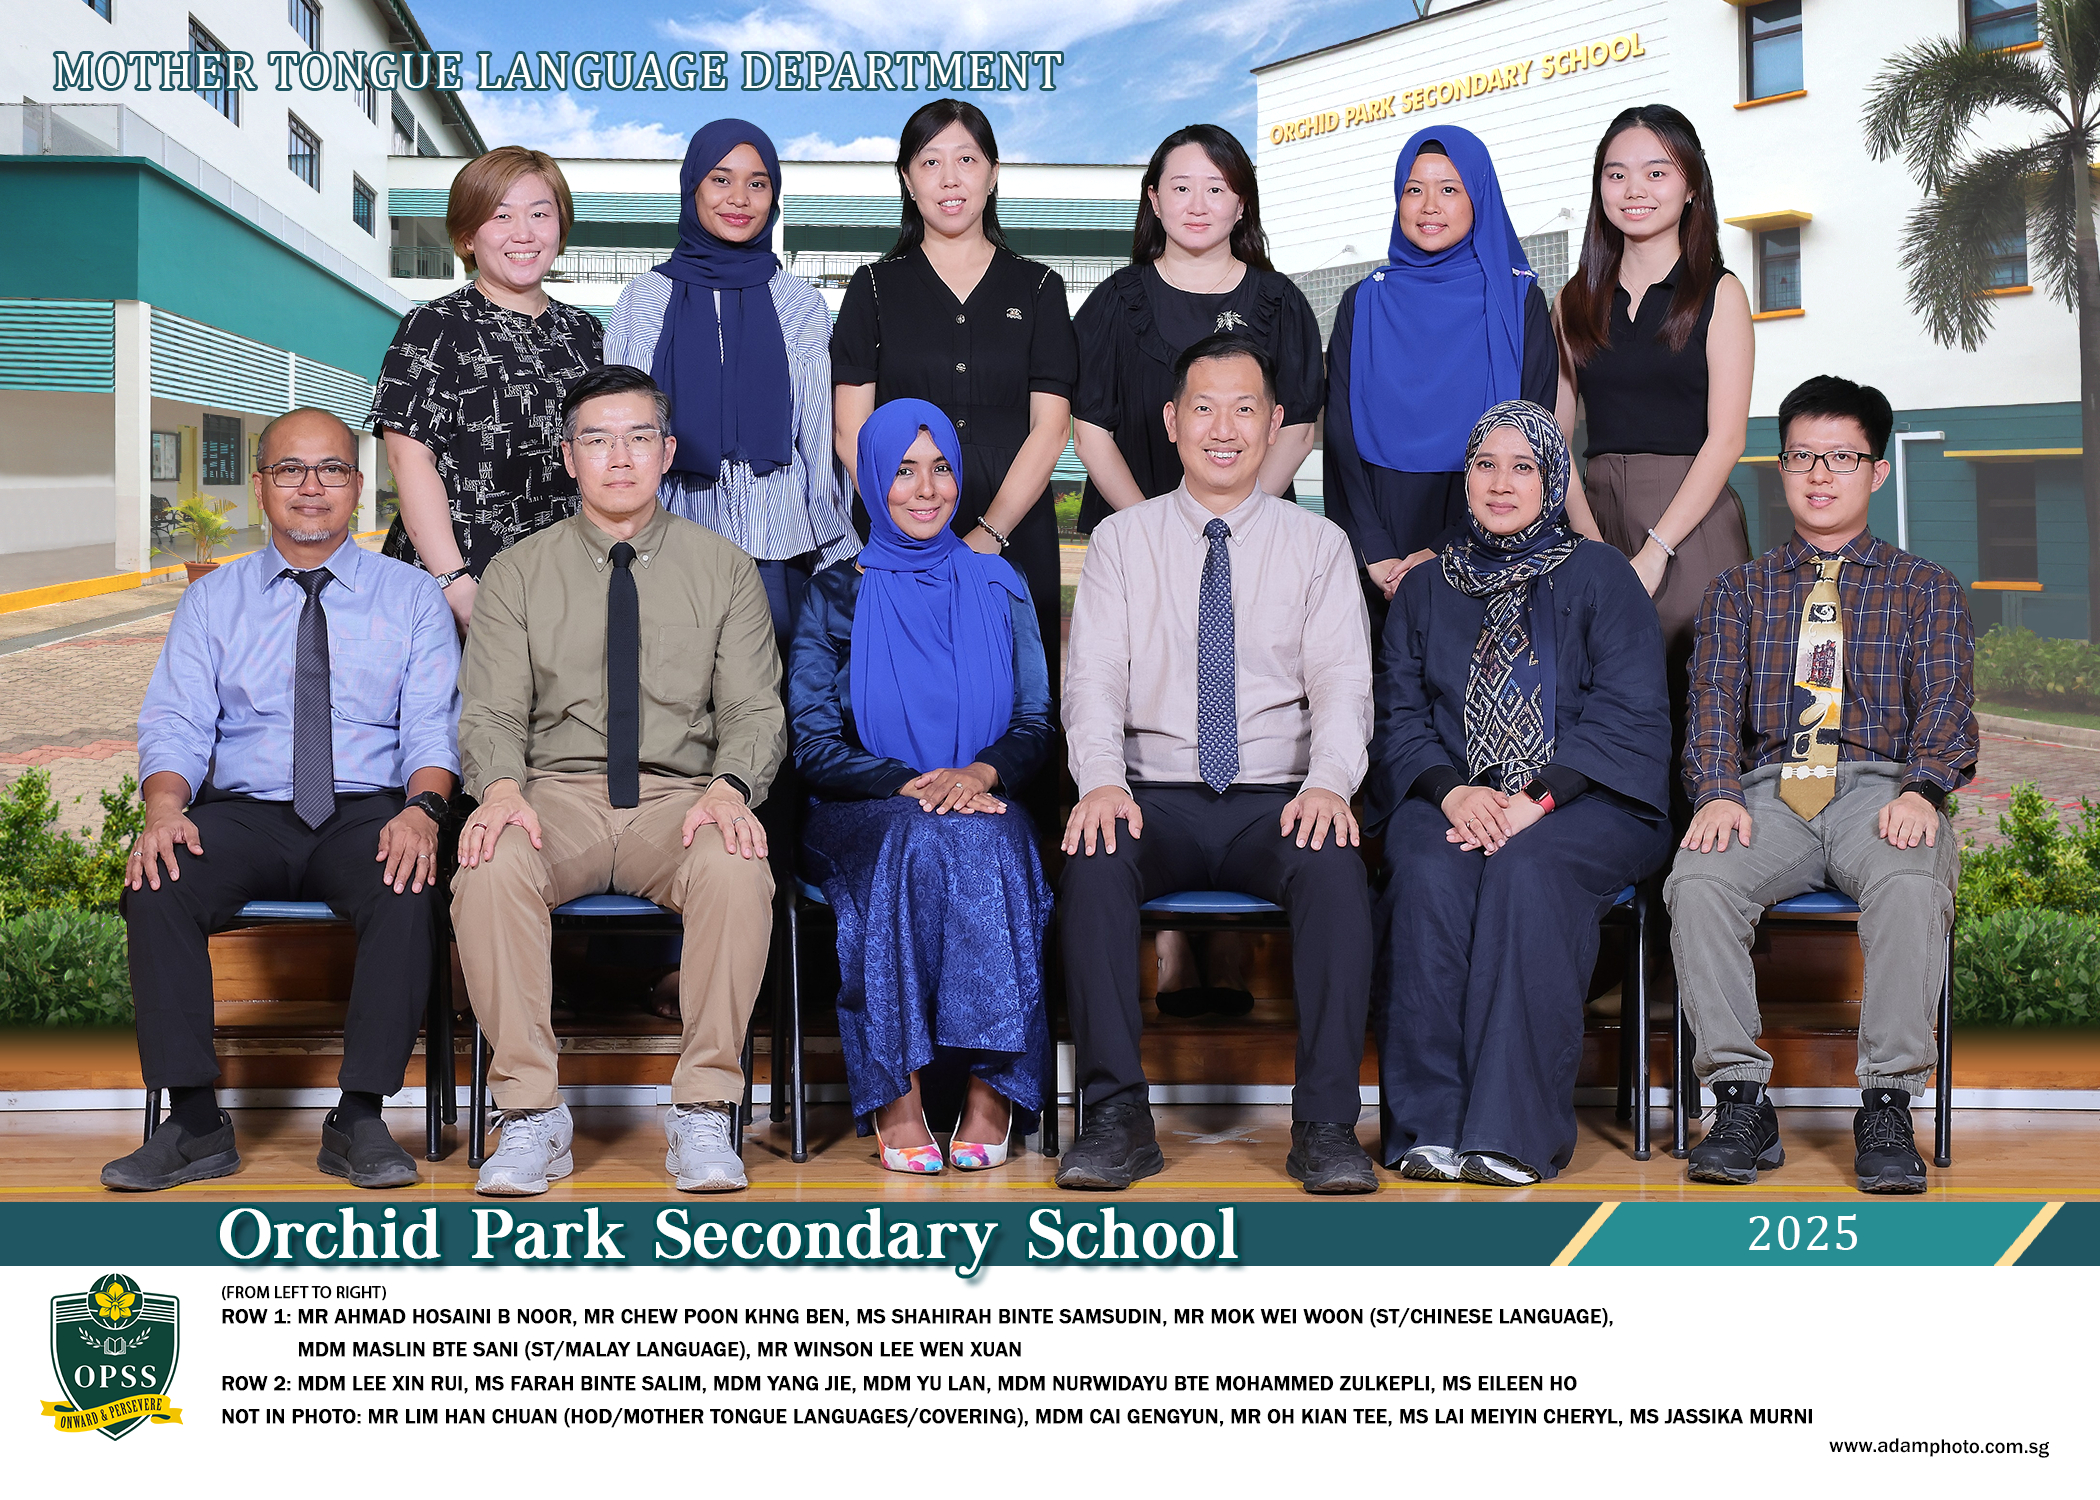 MOTHER TONGUE LANGUAGE DEPARTMENT
ORCHID PARK SECONDARY SCHOOL
Orchid Park Secondary School
2025
(FROM LEFT TO RIGHT)
ROW 1: MR AHMAD HOSAINI B NOOR, MR CHEW POON KHNG BEN, MS SHAHIRAH BINTE SAMSUDIN, MR MOK WEI WOON (ST/CHINESE LANGUAGE),
MDM MASLIN BTE SANI (ST/MALAY LANGUAGE), MR WINSON LEE WEN XUAN
ROW 2: MDM LEE XIN RUI, MS FARAH BINTE SALIM, MDM YANG JIE, MDM YU LAN, MDM NURWIDAYU BTE MOHAMMED ZULKEPLI, MS EILEEN HO
NOT IN PHOTO: MR LIM HAN CHUAN (HOD/MOTHER TONGUE LANGUAGES/COVERING), MDM CAI GENGYUN, MR OH KIAN TEE, MS LAI MEIYIN CHERYL, MS JASSIKA MURNI
OPSS
ONWARD & PERSEVERE
www.adamphoto.com.sg